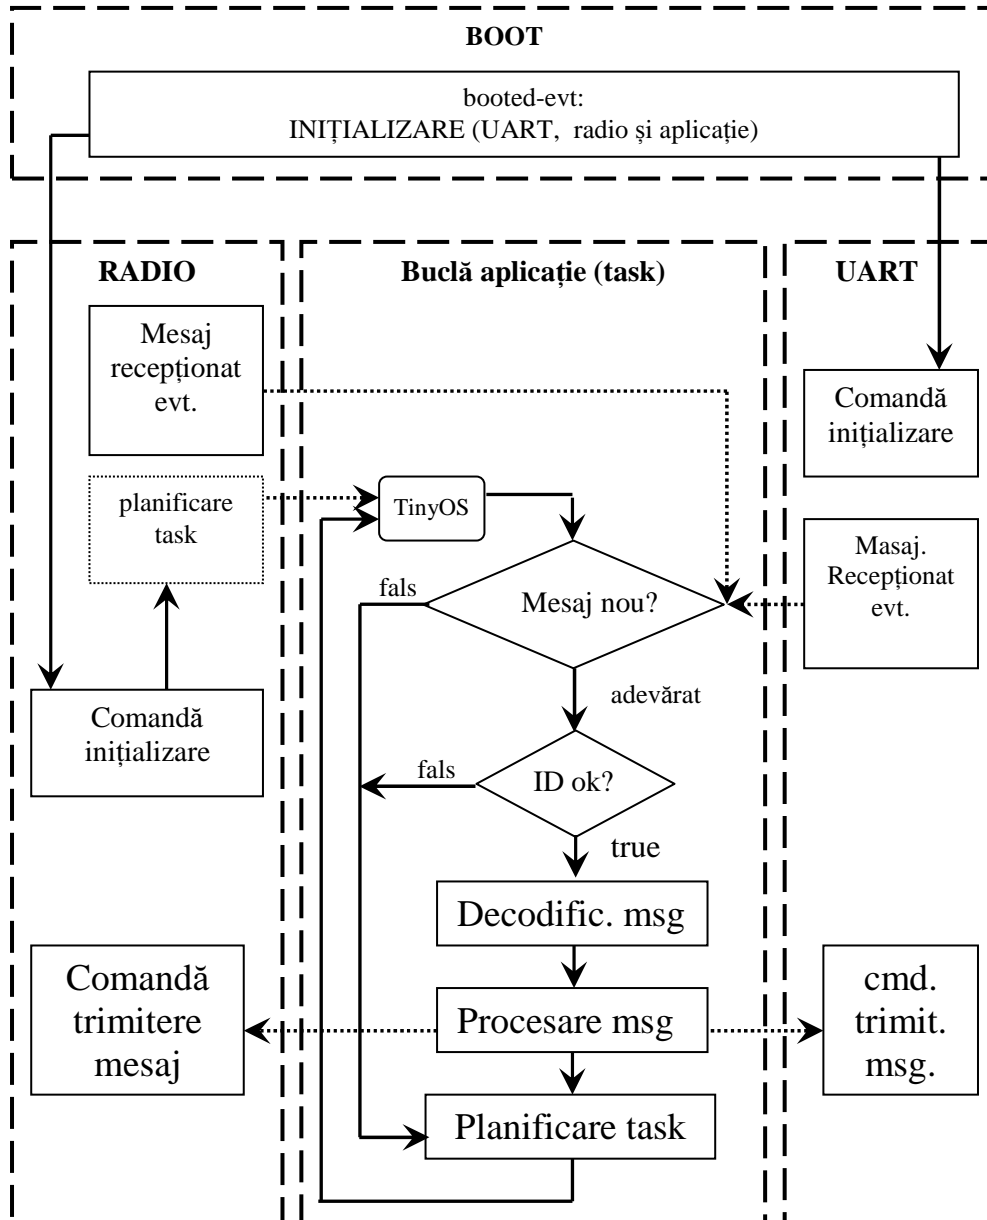 BOOT
booted-evt:
INIȚIALIZARE (UART, radio și aplicație)
RADIO
Mesaj
recepționat
evt.
planificare
task
Comandă
inițializare
Comandă
trimitere
mesaj
Buclă aplicație (task)
TinyOS
Mesaj nou?
fals
adevărat
ID ok?
fals
true
Decodific. msg
Procesare msg
Planificare task
UART
Comandă
inițializare
Masaj.
Recepționat
evt.
cmd.
trimit.
msg.